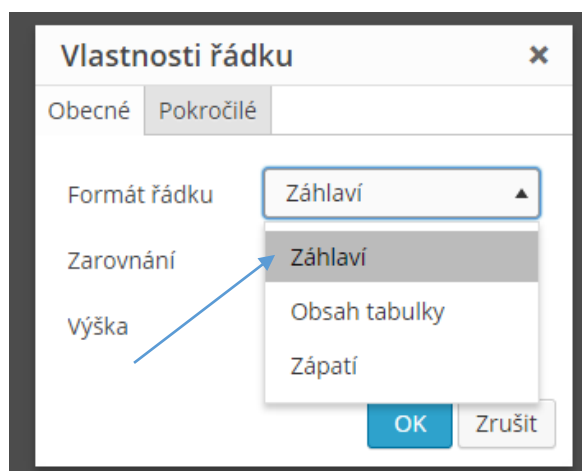 Vlastnosti řádku ×
Obecné Pokročilé
Formát řádku Záhlaví
Zarovnání Záhlaví
Výška Obsah tabulky
Zápatí
OK Zrušit